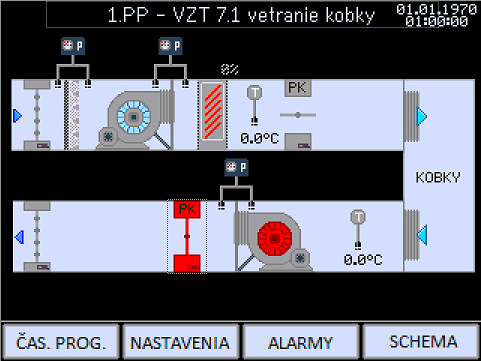 1.PP - VZT 7.1 vetranie kobky
01.01.1970
01:00:00
P
P
0%
T
PK
0.0°C
P
KOBKY
PK
T
0.0°C
ČAS. PROG.
NASTAVENIA
ALARMY
SCHEMA